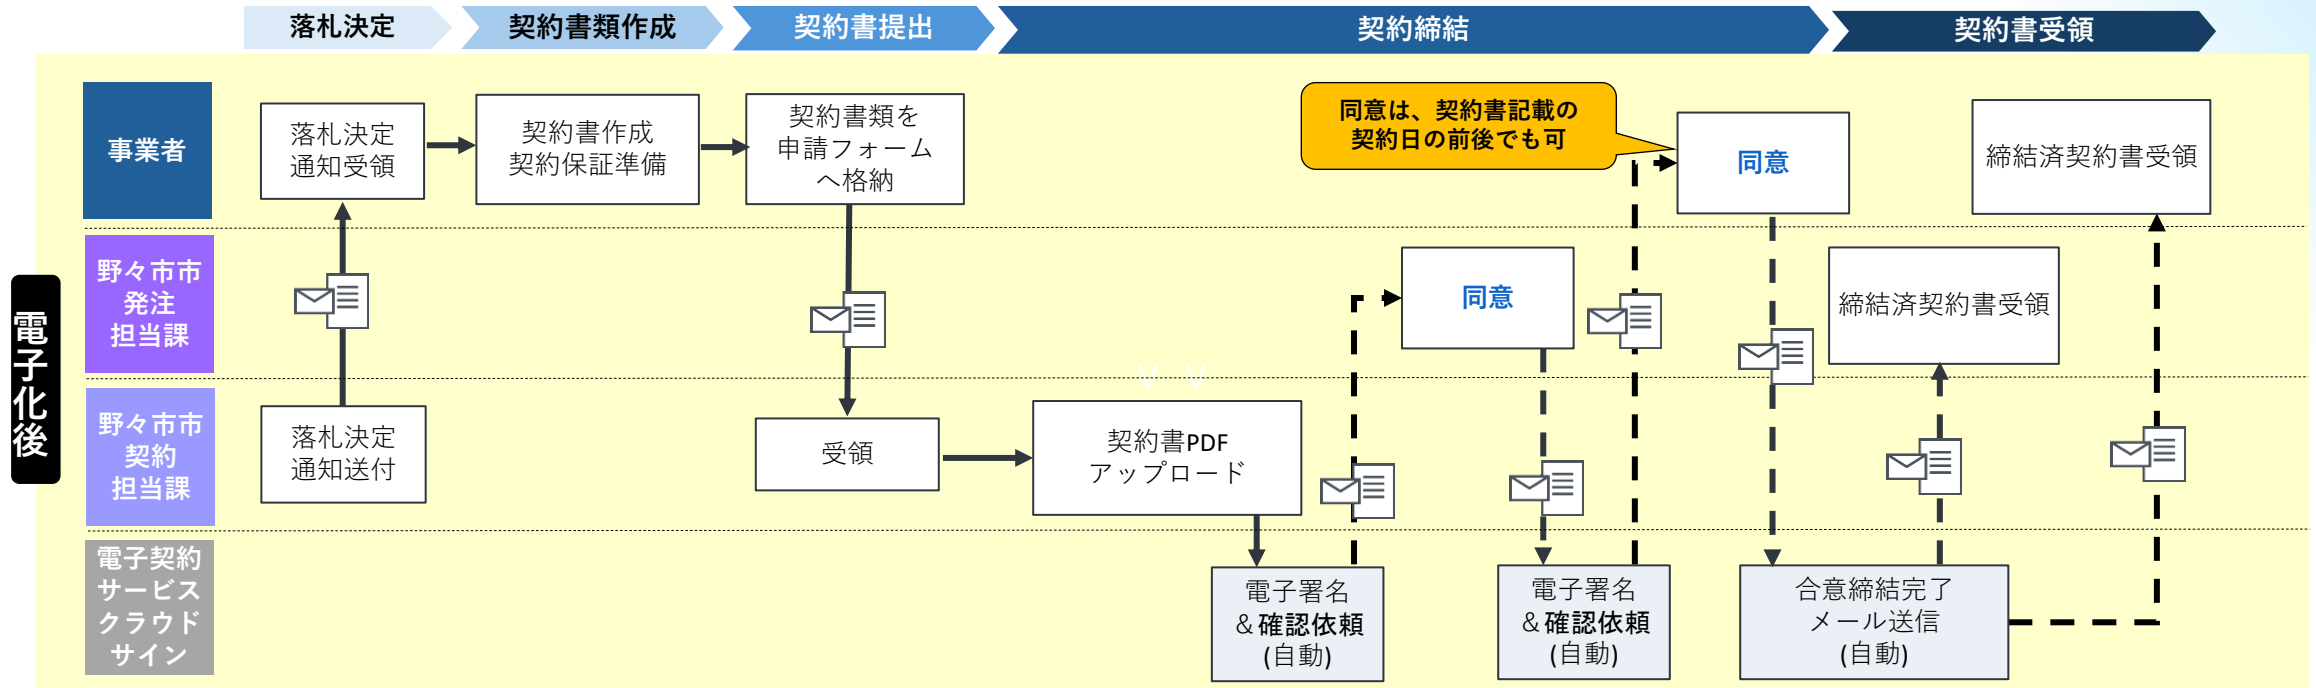 落札決定
契約書類作成
契約書提出
契約締結
契約書受領
電子化後
事業者
落札決定
通知受領
契約書作成
契約保証準備
契約書類を
申請フォーム
へ格納
同意は、契約書記載の
契約日の前後でも可
同意
締結済契約書受領
野々市市
発注
担当課
同意
締結済契約書受領
野々市市
契約
担当課
落札決定
通知送付
受領
契約書PDF
アップロード
電子契約
サービス
クラウド
サイン
電子署名
＆確認依頼
(自動)
電子署名
＆確認依頼
(自動)
合意締結完了
メール送信
(自動)